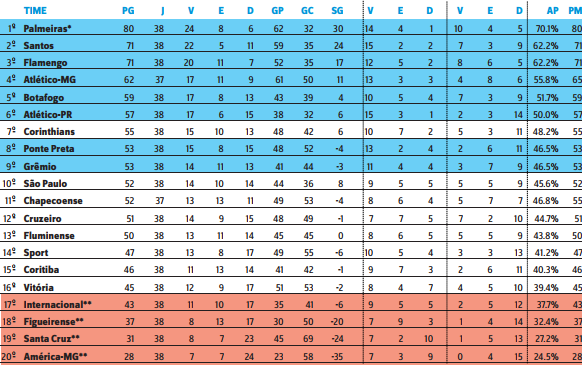 TIME PG J V E D GP GC SG V E D V E D AP PM
1º Palmeiras* 80 38 24 8 6 62 32 30 14 4 1 10 4 5 70.1% 80
2º Santos 71 38 22 5 11 59 35 24 15 2 2 7 3 9 62.2% 71
3º Flamengo 71 38 20 11 7 52 35 17 12 5 2 8 6 5 62.2% 71
4º Atlético-MG 62 37 17 11 9 61 50 11 13 3 3 4 8 6 55.8% 65
5º Botafogo 59 38 17 8 13 43 39 4 10 5 4 7 3 9 51.7% 59
6º Atlético-PR 57 38 17 6 15 38 32 6 15 3 1 2 3 14 50.0% 57
7º Corinthians 55 38 15 10 13 48 42 6 10 7 2 5 3 11 48.2% 55
8º Ponte Preta 53 38 15 8 15 48 52 -4 13 2 4 2 6 11 46.5% 53
9º Grêmio 53 38 14 11 13 41 44 -3 11 4 4 3 7 9 46.5% 53
10º São Paulo 52 38 14 10 14 44 36 8 9 5 5 5 5 9 45.6% 52
11º Chapecoense 52 37 13 13 11 49 53 -4 8 6 4 5 7 7 46.8% 55
12º Cruzeiro 51 38 14 9 15 48 49 -1 7 7 5 7 2 10 44.7% 51
13º Fluminense 50 38 13 11 14 45 45 0 8 6 5 5 5 9 43.8% 50
14º Sport 47 38 13 8 17 49 55 -6 10 5 4 3 3 13 41.2% 47
15º Coritiba 46 38 11 13 14 41 42 -1 9 7 3 2 6 11 40.3% 46
16º Vitória 45 38 12 9 17 51 53 -2 8 4 7 4 5 10 39.4% 45
17º Internacional** 43 38 11 10 17 35 41 -6 9 5 5 2 5 12 37.7% 43
18º Figueirense** 37 38 8 13 17 30 50 -20 7 9 3 1 4 14 32.4% 37
19º Santa Cruz** 31 38 8 7 23 45 69 -24 7 2 10 1 5 13 27.2% 31
20º América-MG** 28 38 7 7 24 23 58 -35 7 3 9 0 4 15 24.5% 28